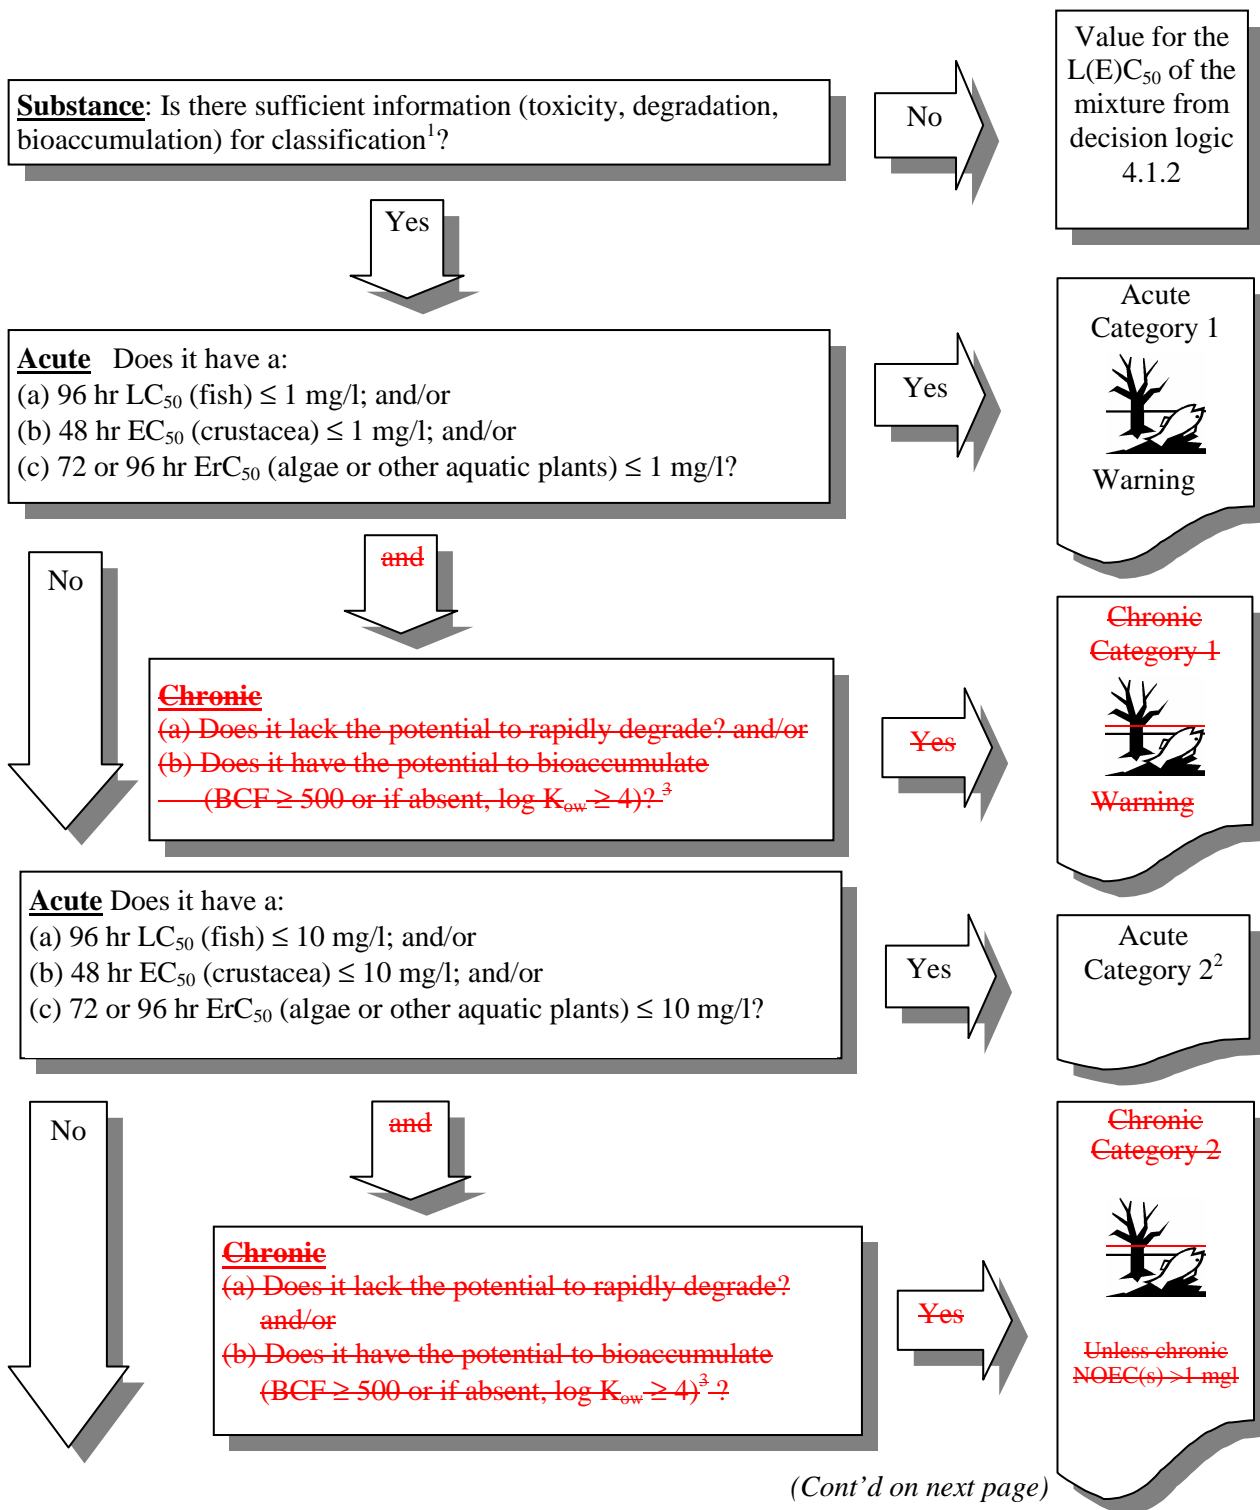 Substance: Is there sufficient information (toxicity, degradation,
bioaccumulation) for classification¹?
No
Value for the
L(E)C₅₀ of the
mixture from
decision logic
4.1.2
Yes
Acute Does it have a:
(a) 96 hr LC₅₀ (fish) ≤ 1 mg/l; and/or
(b) 48 hr EC₅₀ (crustacea) ≤ 1 mg/l; and/or
(c) 72 or 96 hr ErC₅₀ (algae or other aquatic plants) ≤ 1 mg/l?
Yes
Acute
Category 1
Warning
No
and
Chronic
(a) Does it lack the potential to rapidly degrade? and/or
(b) Does it have the potential to bioaccumulate
(BCF ≥ 500 or if absent, log Kₒw ≥ 4)? ³
Yes
Chronic
Category 1
Warning
Acute Does it have a:
(a) 96 hr LC₅₀ (fish) ≤ 10 mg/l; and/or
(b) 48 hr EC₅₀ (crustacea) ≤ 10 mg/l; and/or
(c) 72 or 96 hr ErC₅₀ (algae or other aquatic plants) ≤ 10 mg/l?
Yes
Acute
Category 2²
No
and
Chronic
(a) Does it lack the potential to rapidly degrade?
and/or
(b) Does it have the potential to bioaccumulate
(BCF ≥ 500 or if absent, log Kₒw ≥ 4)³ ?
Yes
Chronic
Category 2
Unless chronic
NOEC(s) >1 mgl
(Cont’d on next page)